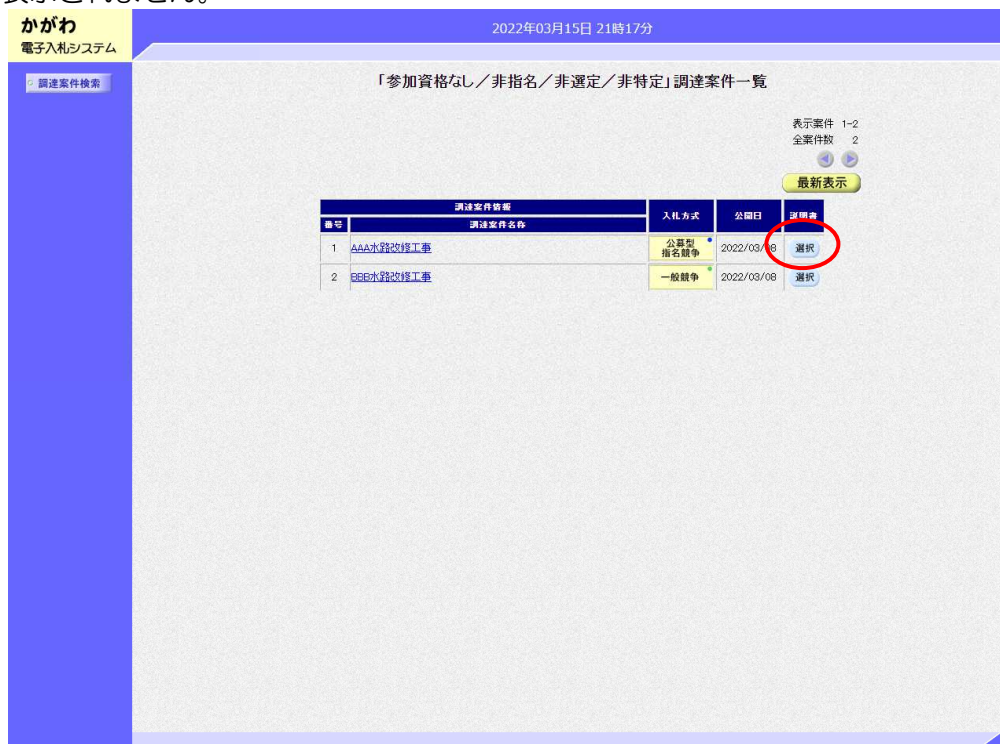 表示されません。
かがわ
電子入札システム
2022年03月15日 21時17分
調達案件検索
「参加資格なし／非指名／非選定／非特定」調達案件一覧
表示案件 1-2
全案件数 2
最新表示
調達案件情報 入札方式 公開日 説明書
番号 調達案件名称
1 AAA水路改修工事 公募型指名競争 2022/03/08 選択
2 BBB水路改修工事 一般競争 2022/03/08 選択